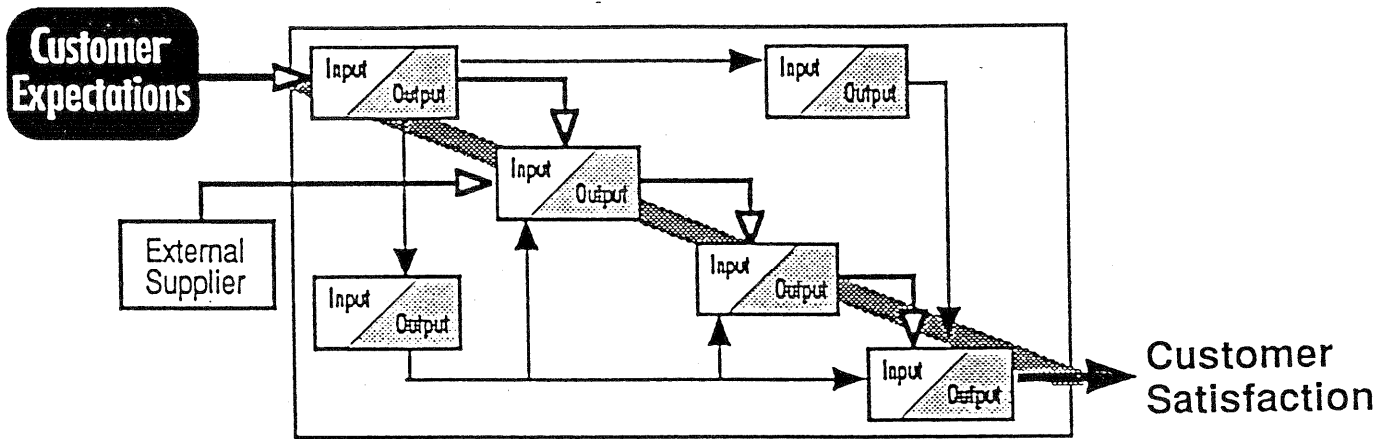 Customer
Expectations
Input
Output
Input
Output
Input
Output
External
Supplier
Input
Output
Input
Output
Input
Output
Customer
Satisfaction